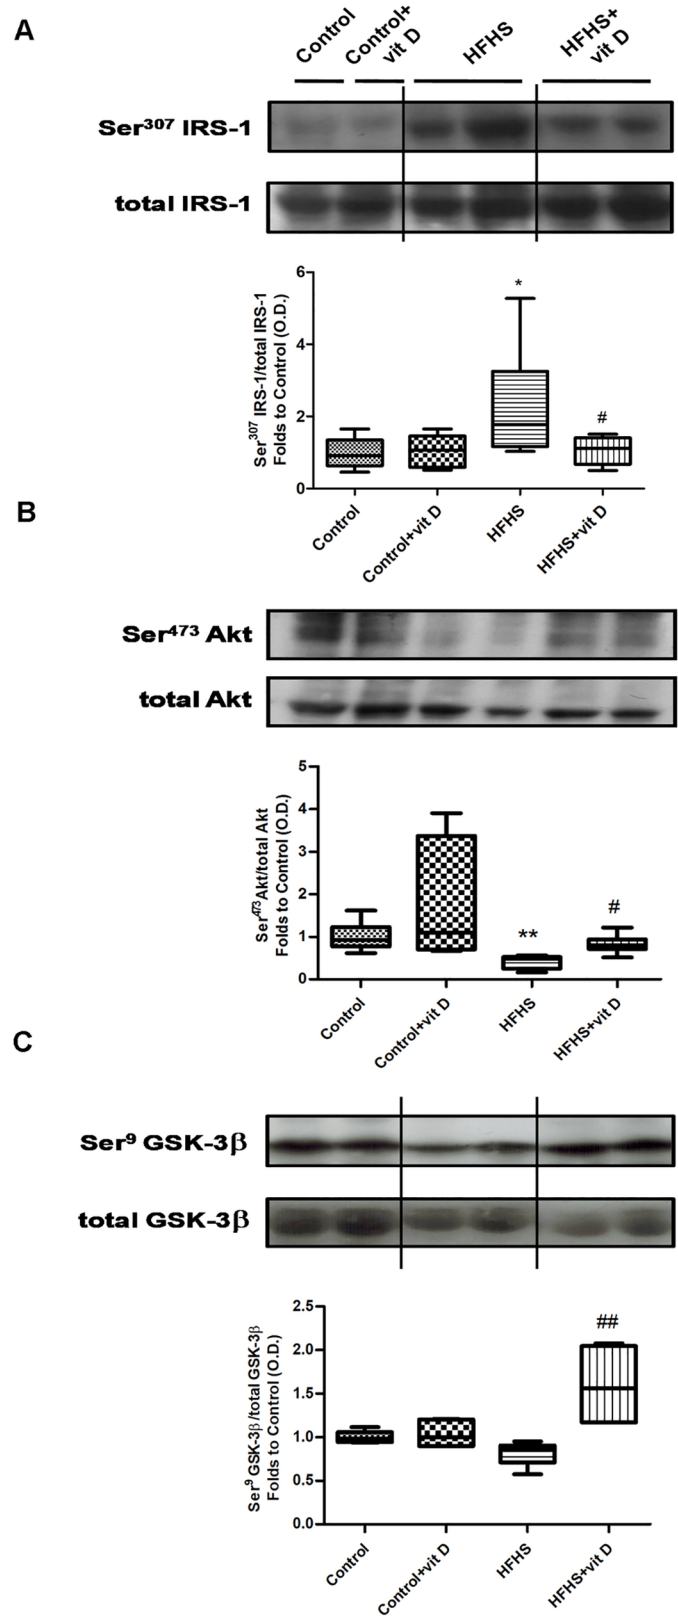 A
Control
Control+
vit D
HFHS
HFHS+
vit D
Ser³⁰⁷ IRS-1
total IRS-1
Ser³⁰⁷ IRS-1/total IRS-1
Folds to Control (O.D.)
6
4
2
0
*
#
Control
Control+vit D
HFHS
HFHS+vit D
B
Ser⁴⁷³ Akt
total Akt
Ser⁴⁷³Akt/total Akt
Folds to Control (O.D.)
5
4
3
2
1
0
**
#
Control
Control+vit D
HFHS
HFHS+vit D
C
Ser⁹ GSK-3β
total GSK-3β
Ser⁹ GSK-3β/total GSK-3β
Folds to Control (O.D.)
2.5
2.0
1.5
1.0
0.5
0.0
##
Control
Control+vit D
HFHS
HFHS+vit D